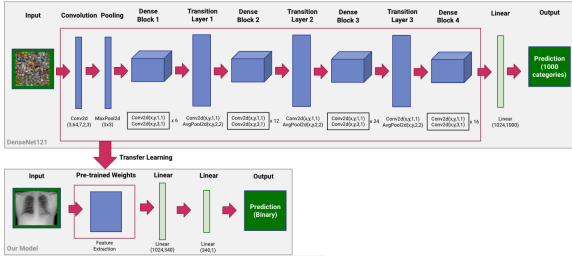 Input
Convolution
Pooling
Dense
Block 1
Transition
Layer 1
Dense
Block 2
Transition
Layer 2
Dense
Block 3
Transition
Layer 3
Dense
Block 4
Linear
Output
Prediction
(1000
categories)
Conv2d
(3,64,7,2,3)
MaxPool2d
(3x3)
Conv2d(x,y,1,1)
Conv2d(x,y,3,1)
x 6
Conv2d(x,y,1,1)
AvgPool2d(x,y,2,2)
Conv2d(x,y,1,1)
Conv2d(x,y,3,1)
x 12
Conv2d(x,y,1,1)
AvgPool2d(x,y,2,2)
Conv2d(x,y,1,1)
Conv2d(x,y,3,1)
x 24
Conv2d(x,y,1,1)
AvgPool2d(x,y,2,2)
Conv2d(x,y,1,1)
Conv2d(x,y,3,1)
x 16
Linear
(1024,1000)
DenseNet121
Transfer Learning
Input
Pre-trained Weights
Linear
Linear
Output
Prediction
(Binary)
Feature
Extraction
Linear
(1024,340)
Linear
(340,1)
Our Model